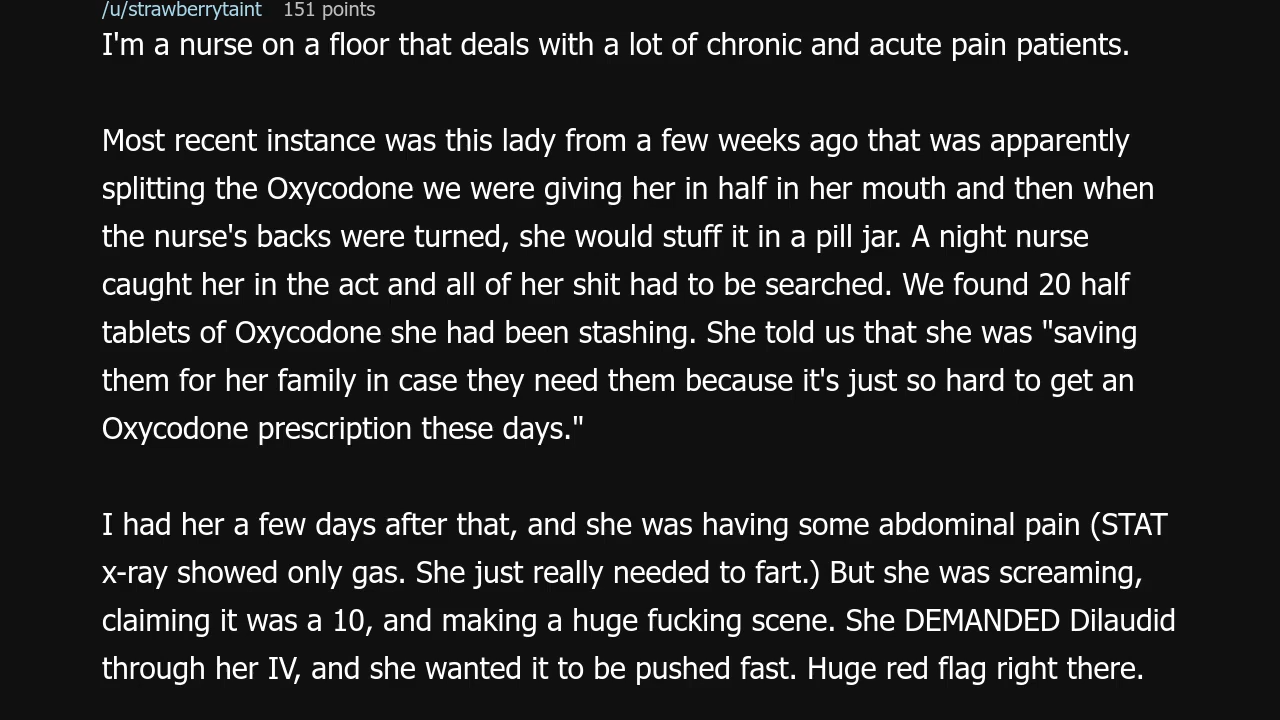 /u/strawberrytaint 151 points
I'm a nurse on a floor that deals with a lot of chronic and acute pain patients.
Most recent instance was this lady from a few weeks ago that was apparently
splitting the Oxycodone we were giving her in half in her mouth and then when
the nurse's backs were turned, she would stuff it in a pill jar. A night nurse
caught her in the act and all of her shit had to be searched. We found 20 half
tablets of Oxycodone she had been stashing. She told us that she was "saving
them for her family in case they need them because it's just so hard to get an
Oxycodone prescription these days."
I had her a few days after that, and she was having some abdominal pain (STAT
x-ray showed only gas. She just really needed to fart.) But she was screaming,
claiming it was a 10, and making a huge fucking scene. She DEMANDED Dilaudid
through her IV, and she wanted it to be pushed fast. Huge red flag right there.